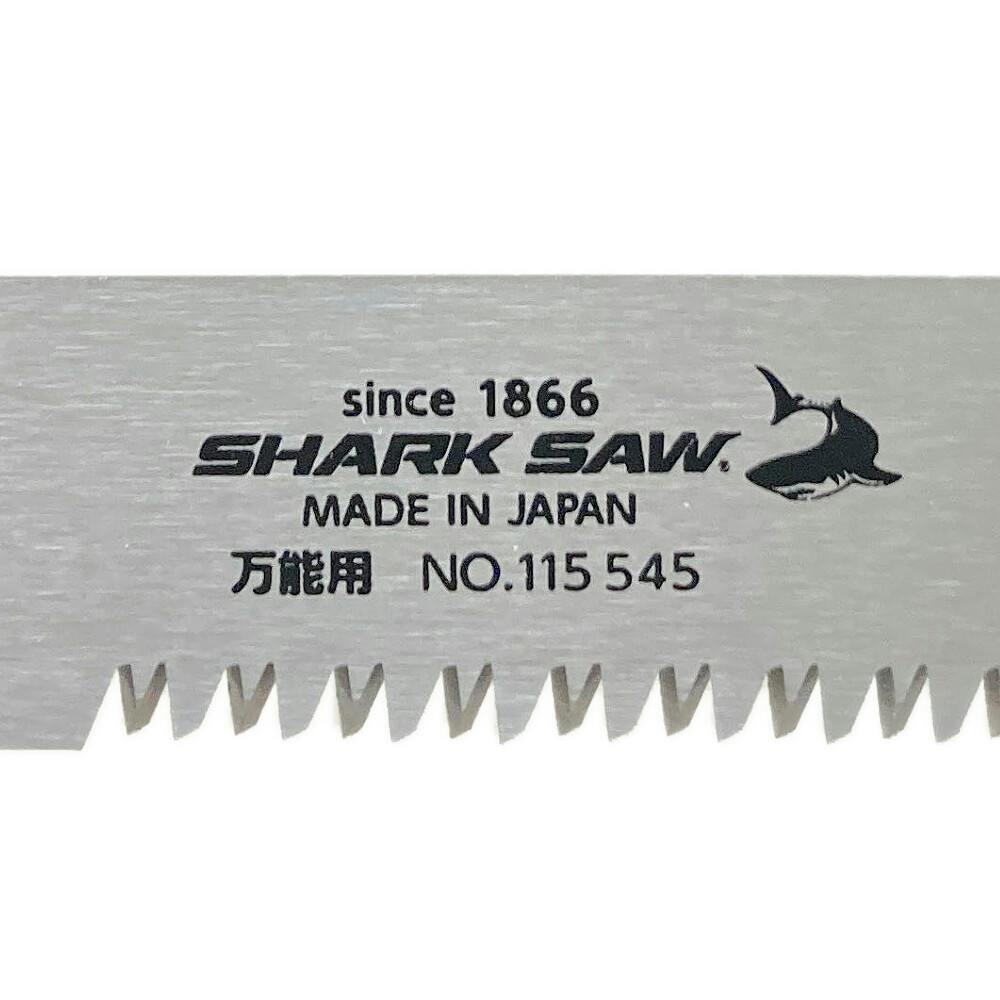 since 1866
SHARK SAW.
MADE IN JAPAN
万能用 NO.115 545